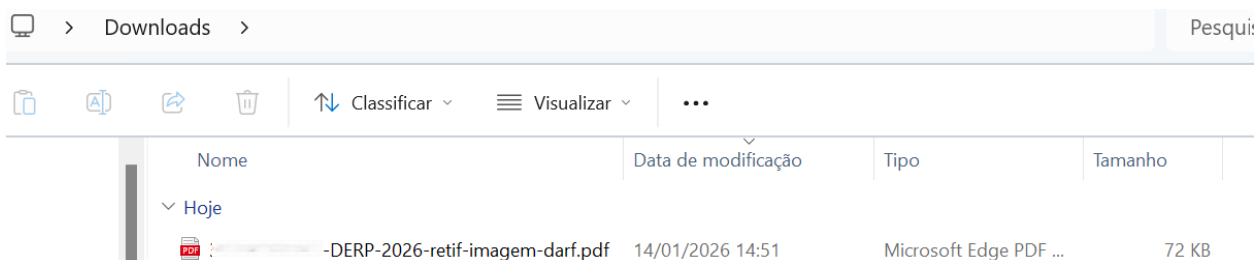 > Downloads >
Pesquis
Classificar
Visualizar
...
Nome
Data de modificação
Tipo
Tamanho
Hoje
PDF
-DERP-2026-retif-imagem-darf.pdf
14/01/2026 14:51
Microsoft Edge PDF ...
72 KB